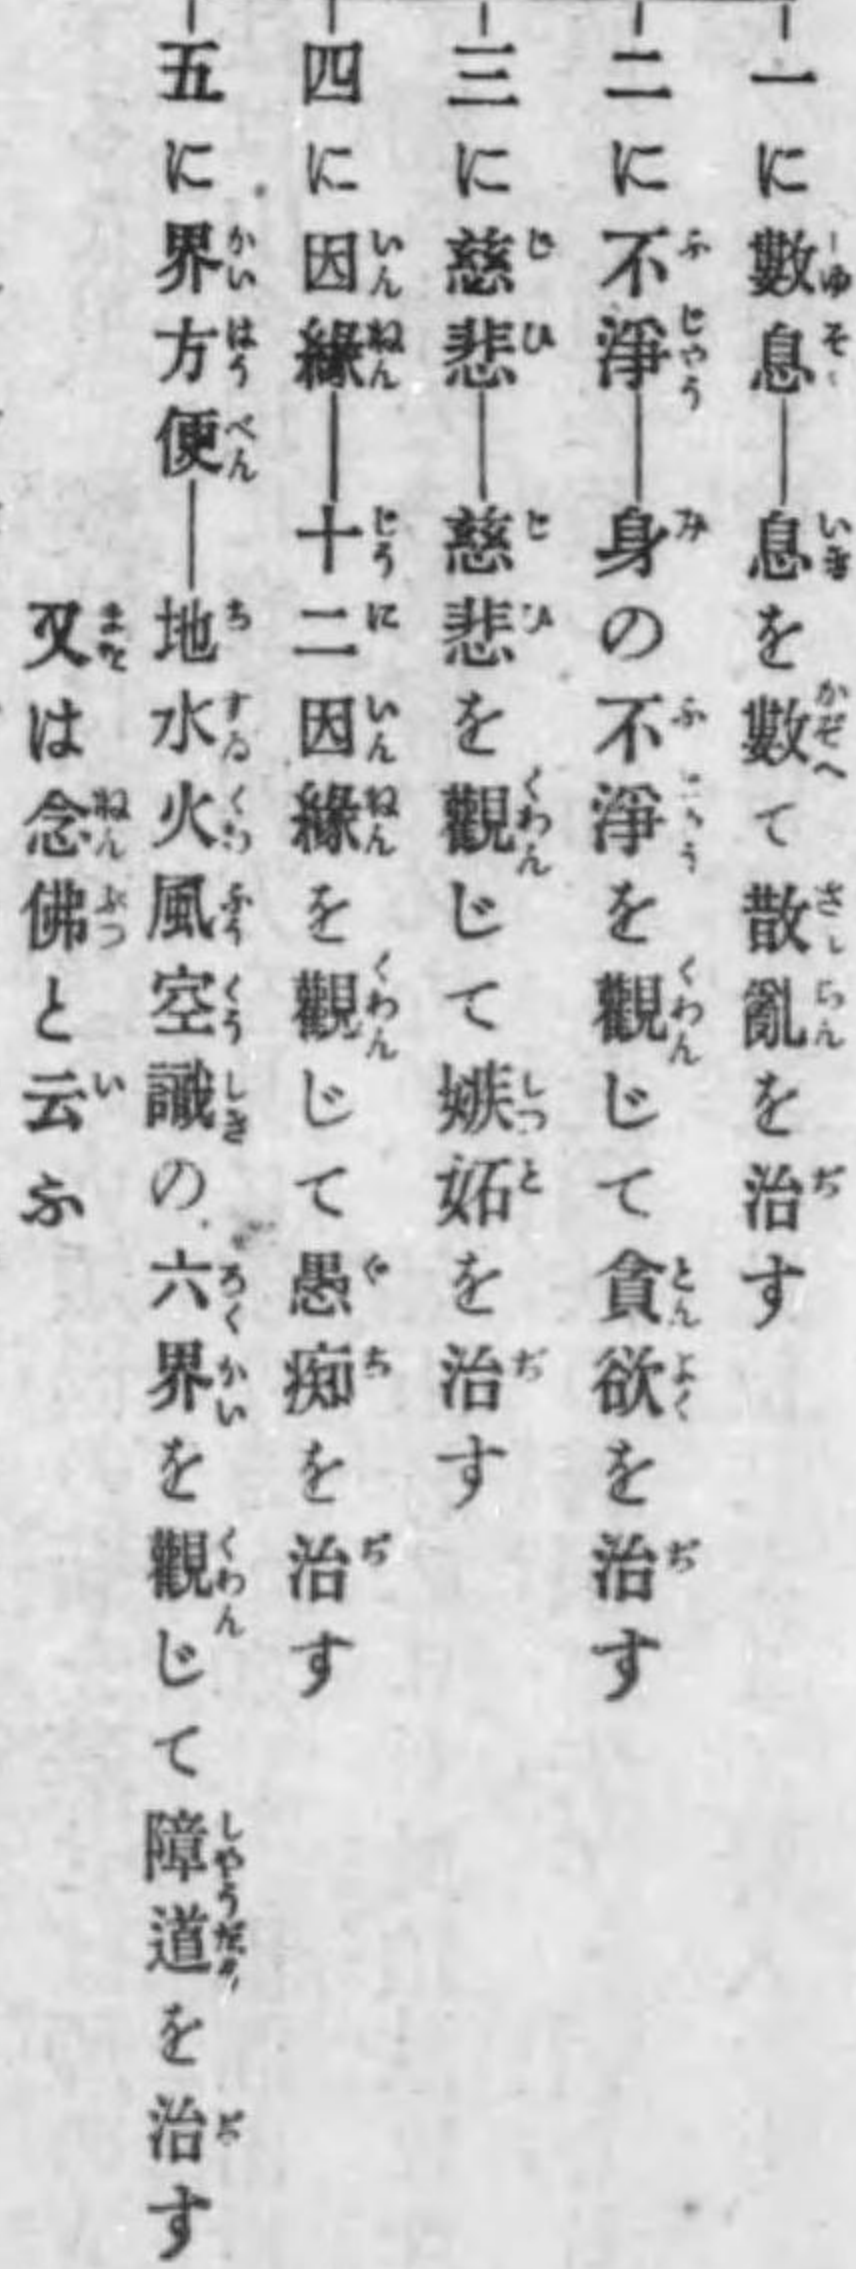 一に數息――息を數て散亂を治す
二に不淨――身の不淨を觀じて貪欲を治す
三に慈悲――慈悲を觀じて嫉妬を治す
四に因緣――十二因緣を觀じて愚痴を治す
五に界方便――地水火風空識の六界を觀じて障道を治す
又は念佛と云ふ